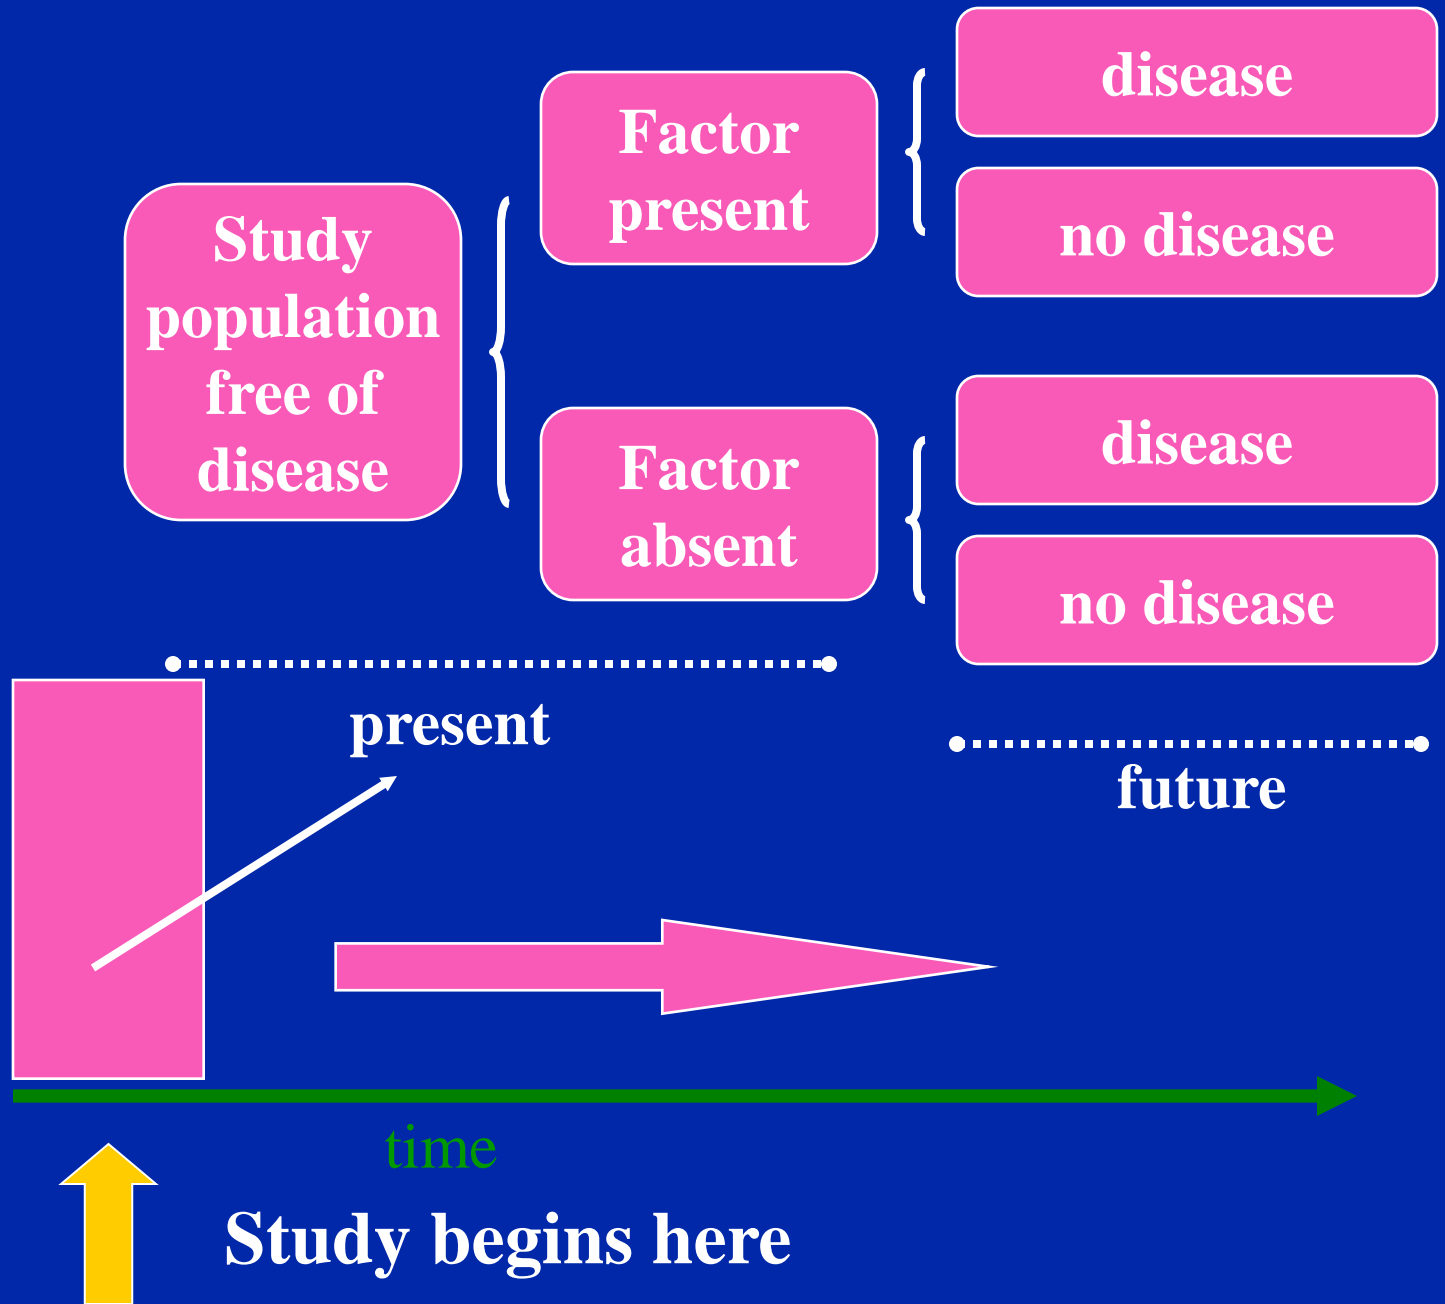 Study
population
free of
disease
Factor
present
Factor
absent
disease
no disease
disease
no disease
present
future
time
Study begins here